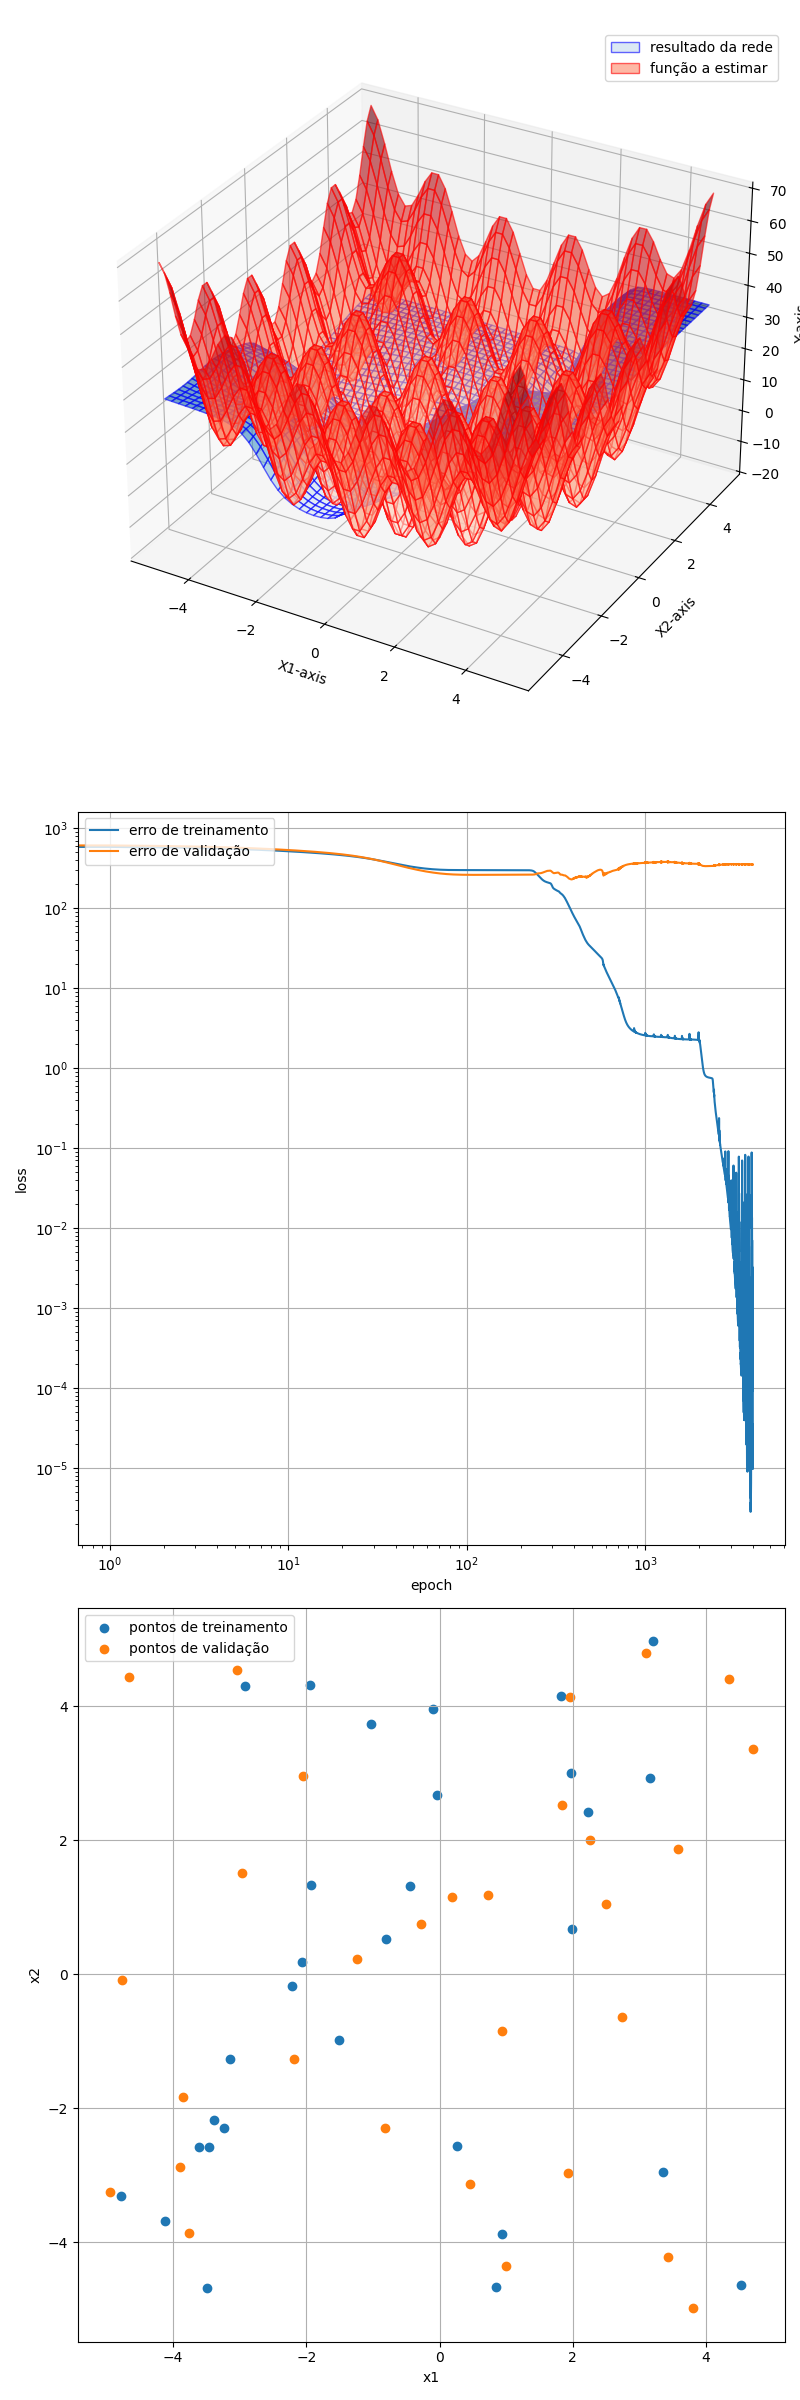 resultado da rede
função a estimar
70
60
50
40
30
20
10
0
−10
−20
−4
−2
0
2
4
X1-axis
−4
−2
0
2
4
X2-axis
10³
10²
10¹
10⁰
10⁻¹
10⁻²
10⁻³
10⁻⁴
10⁻⁵
loss
erro de treinamento
erro de validação
10⁰ 10¹ 10² 10³
epoch
pontos de treinamento
pontos de validação
4
2
0
−2
−4
x2
−4 −2 0 2 4
x1